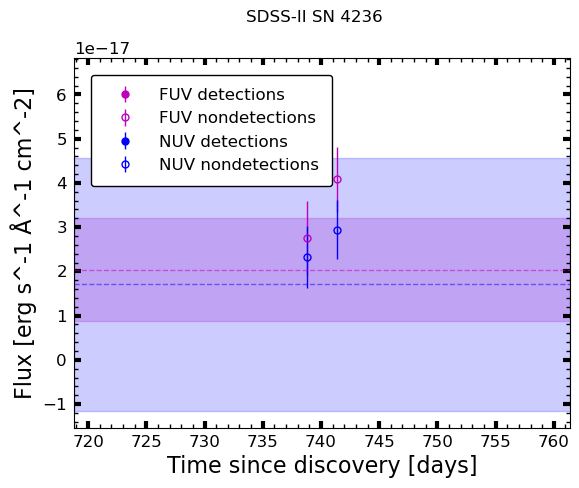 SDSS-II SN 4236
1e−17
FUV detections
FUV nondetections
NUV detections
NUV nondetections
6
5
4
3
2
1
0
−1
Flux [erg s^-1 Å^-1 cm^-2]
720 725 730 735 740 745 750 755 760
Time since discovery [days]